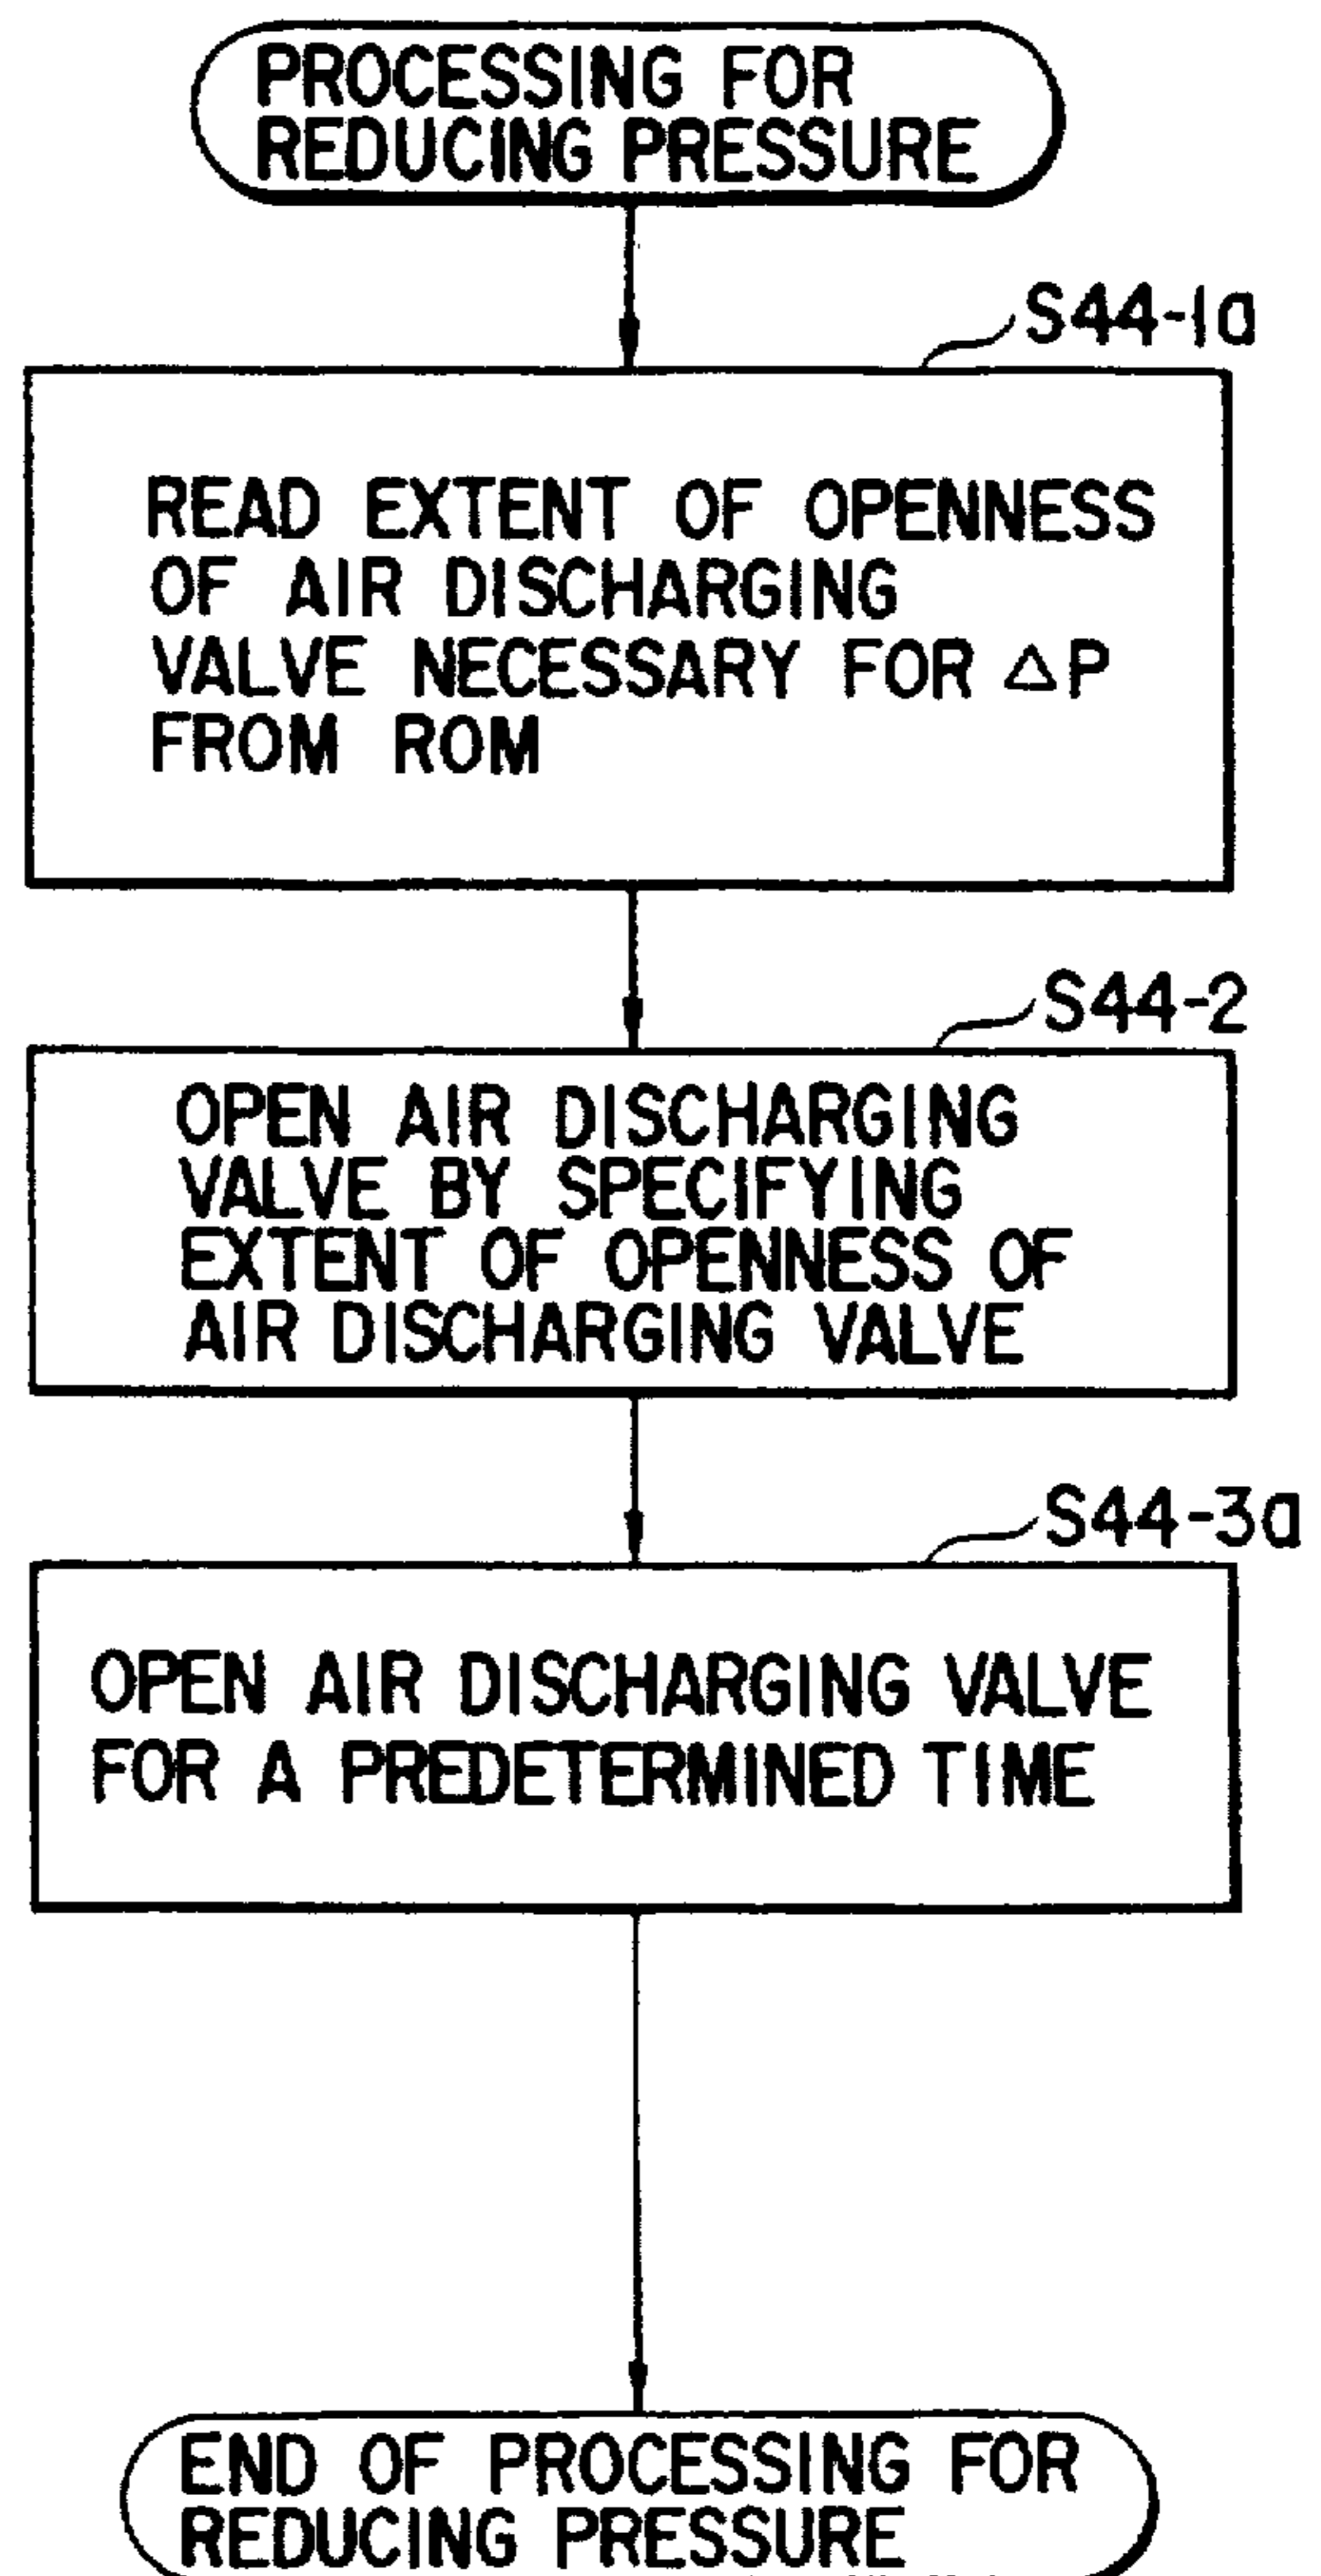 PROCESSING FOR
REDUCING PRESSURE
S44-1a
READ EXTENT OF OPENNESS
OF AIR DISCHARGING
VALVE NECESSARY FOR △P
FROM ROM
S44-2
OPEN AIR DISCHARGING
VALVE BY SPECIFYING
EXTENT OF OPENNESS OF
AIR DISCHARGING VALVE
S44-3a
OPEN AIR DISCHARGING VALVE
FOR A PREDETERMINED TIME
END OF PROCESSING FOR
REDUCING PRESSURE